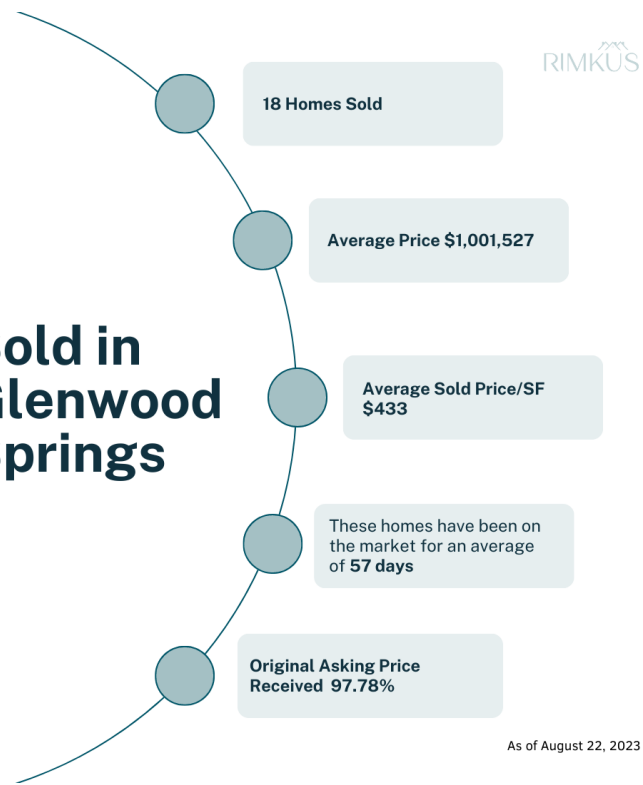 RIMKUS
18 Homes Sold
Average Price $1,001,527
old in
lenwood
prings
Average Sold Price/SF
$433
These homes have been on
the market for an average
of 57 days
Original Asking Price
Received 97.78%
As of August 22, 2023